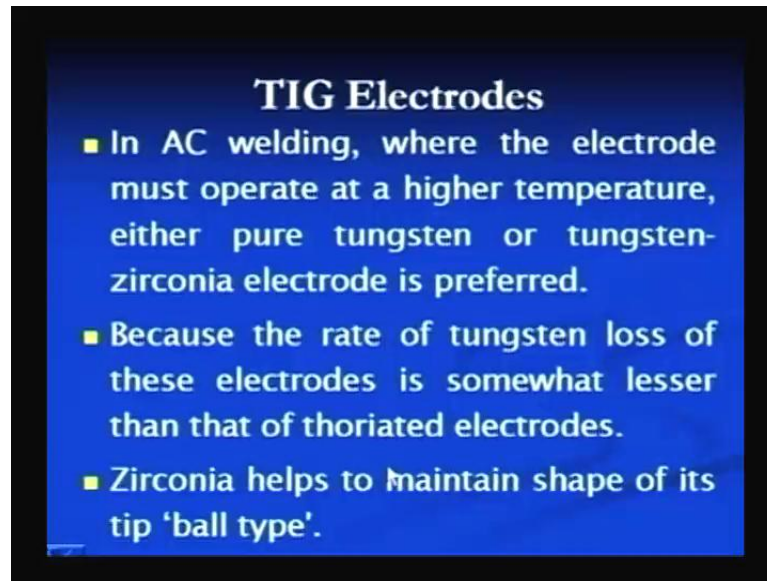 TIG Electrodes
In AC welding, where the electrode
must operate at a higher temperature,
either pure tungsten or tungsten-
zirconia electrode is preferred.
Because the rate of tungsten loss of
these electrodes is somewhat lesser
than that of thoriated electrodes.
Zirconia helps to maintain shape of its
tip ‘ball type’.